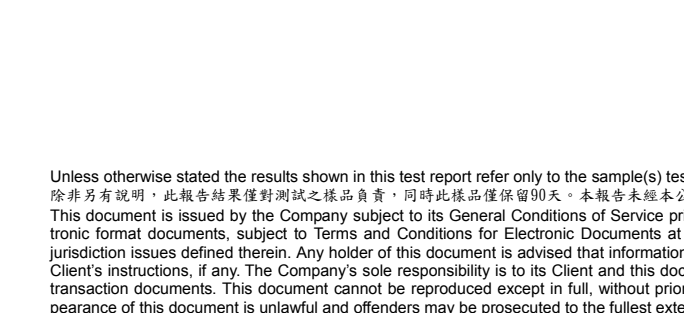 Unless otherwise stated the results shown in this test report refer only to the sample(s)
除非另有說明，此報告結果僅對測試之樣品負責，同時此樣品僅保留90天。本報告未經本
This document is issued by the Company subject to its General Conditions of Service
tronic format documents, subject to Terms and Conditions for Electronic Documents at
jurisdiction issues defined therein. Any holder of this document is advised that information
Client's instructions, if any. The Company's sole responsibility is to its Client and this
transaction documents. This document cannot be reproduced except in full, without
pearance of this document is unlawful and offenders may be prosecuted to the fullest